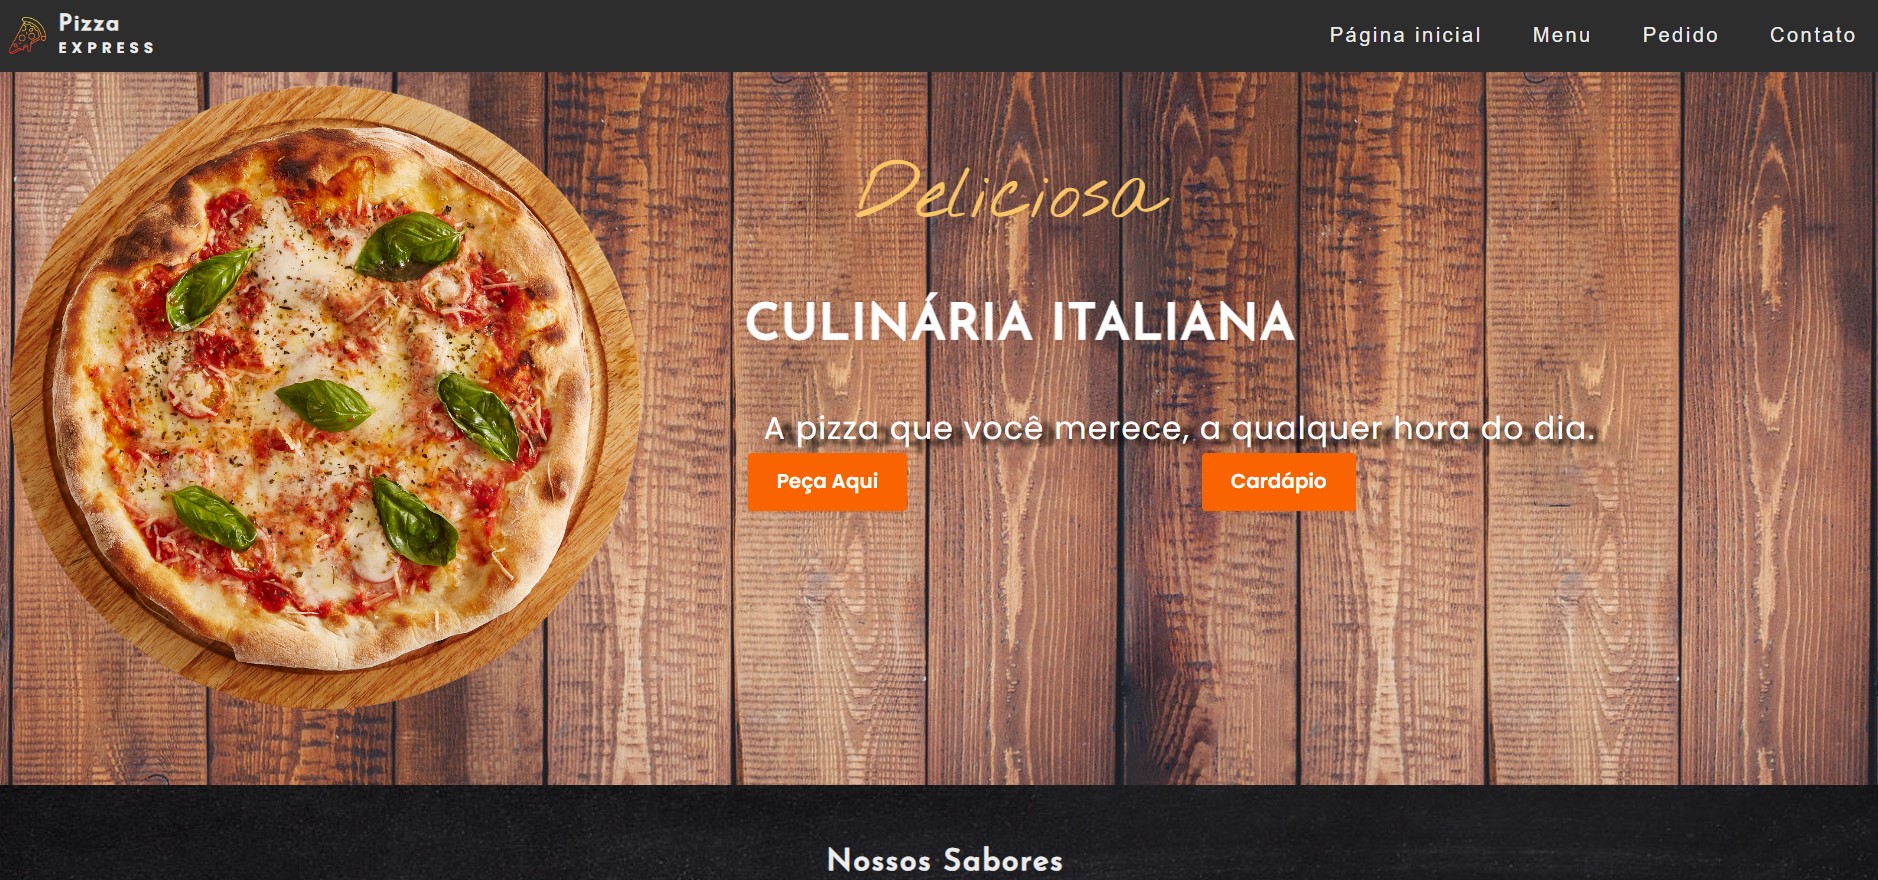 Pizza
EXPRESS
Página inicial Menu Pedido Contato
Deliciosa
CULINÁRIA ITALIANA
A pizza que você merece, a qualquer hora do dia.
Peça Aqui Cardápio
Nossos Sabores